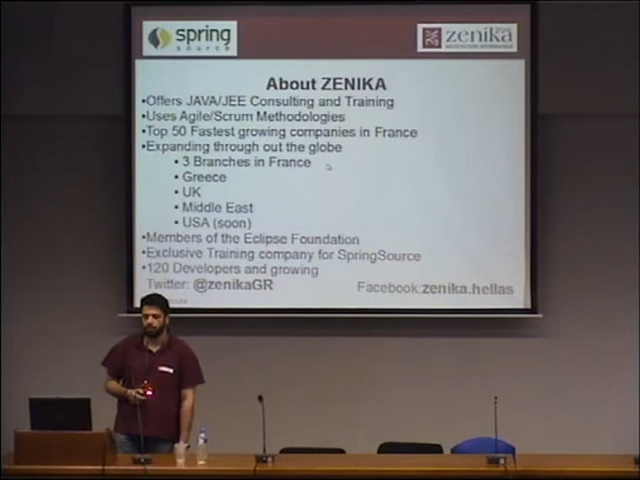 spring
source
zenika
About ZENIKA
•Offers JAVA/JEE Consulting and Training
•Uses Agile/Scrum Methodologies
•Top 50 Fastest growing companies in France
•Expanding through out the globe
• 3 Branches in France
• Greece
• UK
• Middle East
• USA (soon)
•Members of the Eclipse Foundation
•Exclusive Training company for SpringSource
•120 Developers and growing
Twitter: @zenikaGR Facebook:zenika.hellas